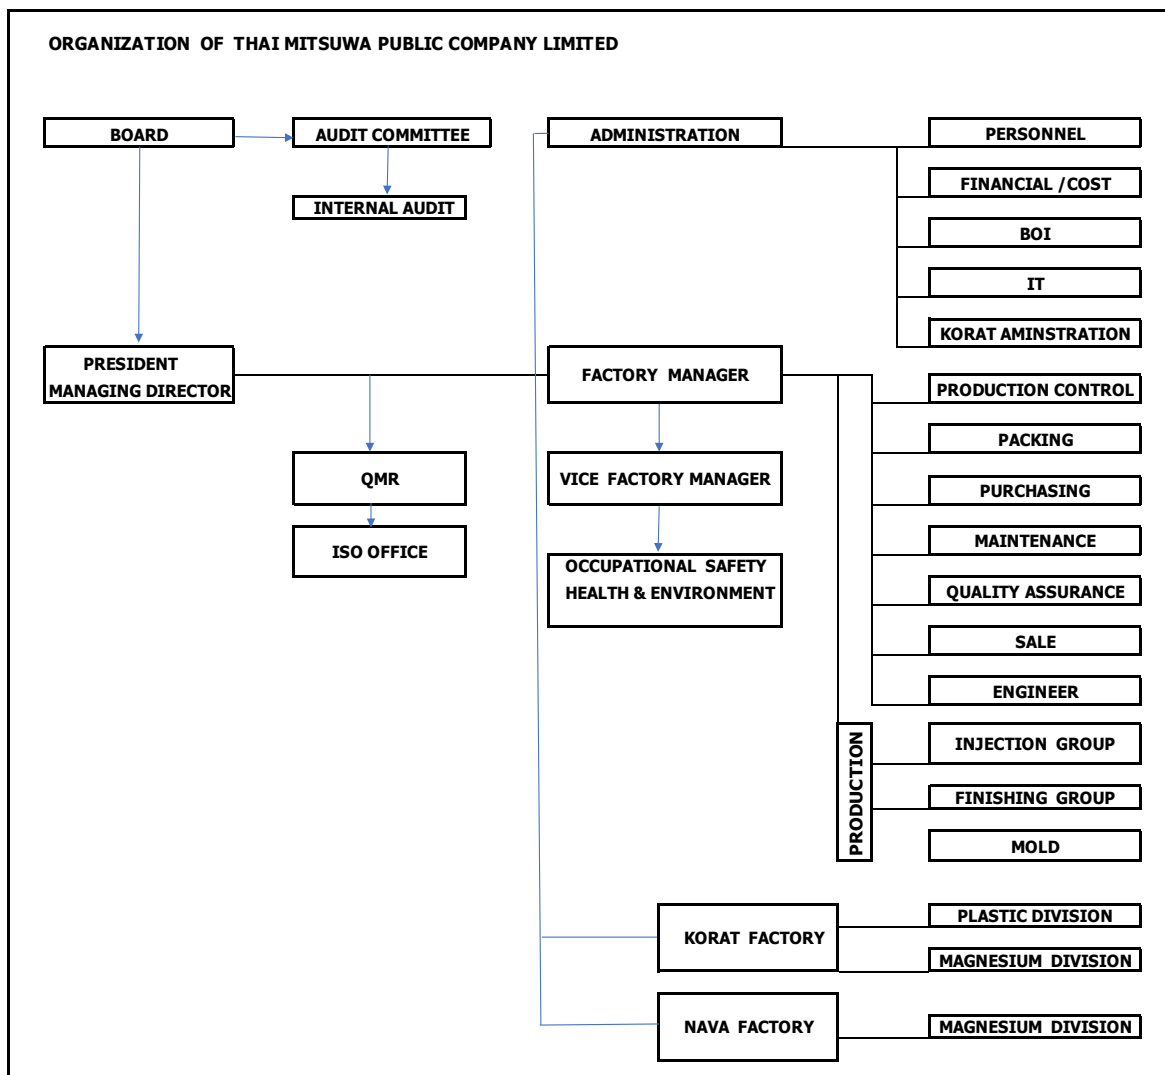 ORGANIZATION OF THAI MITSUWA PUBLIC COMPANY LIMITED
BOARD
AUDIT COMMITTEE
ADMINISTRATION
PERSONNEL
INTERNAL AUDIT
FINANCIAL /COST
BOI
IT
KORAT AMINSTRATION
PRESIDENT
MANAGING DIRECTOR
FACTORY MANAGER
PRODUCTION CONTROL
PACKING
QMR
VICE FACTORY MANAGER
PURCHASING
ISO OFFICE
MAINTENANCE
OCCUPATIONAL SAFETY
HEALTH & ENVIRONMENT
QUALITY ASSURANCE
SALE
ENGINEER
PRODUCTION
INJECTION GROUP
FINISHING GROUP
MOLD
KORAT FACTORY
PLASTIC DIVISION
MAGNESIUM DIVISION
NAVA FACTORY
MAGNESIUM DIVISION